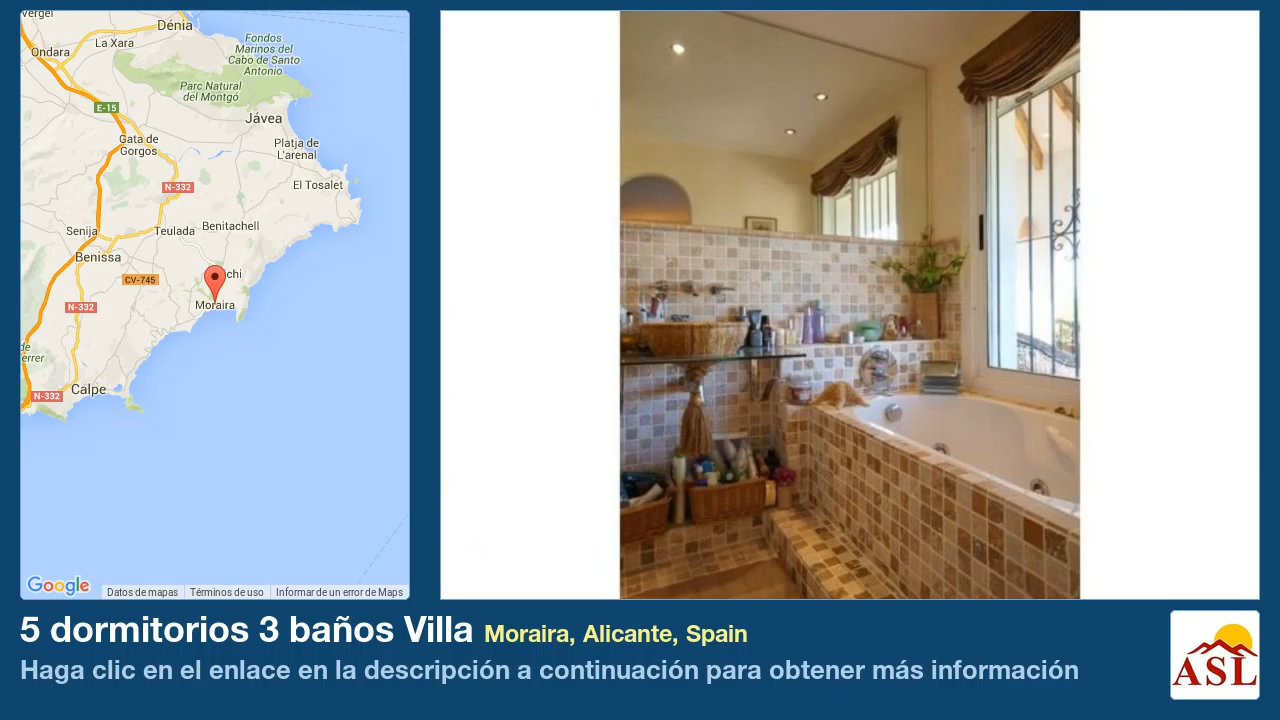 Vergel
Dénia
La Xara
Ondara
Fondos
Marinos del
Cabo de Santo
Antonio
Parc Natural
del Montgó
E-15
Jávea
Gata de
Gorgos
Platja de
L'arenal
N-332
El Tosalet
Senija
Teulada
Benitachell
Benissa
CV-745
chi
N-332
Moraira
de
errer
Calpe
N-332
Google
Datos de mapas
Términos de uso
Informar de un error de Maps
5 dormitorios 3 baños Villa Moraira, Alicante, Spain
Haga clic en el enlace en la descripción a continuación para obtener más información
ASL